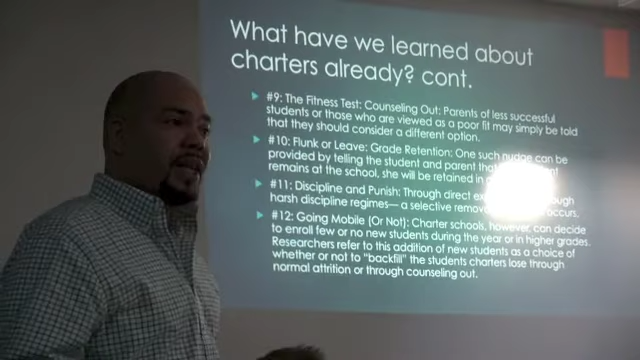 What have we learned about
charters already? cont.
#9: The Fitness Test: Counseling Out: Parents of less successful
students or those who are viewed as a poor fit may simply be told
that they should consider a different option.
#10: Flunk or Leave: Grade Retention: One such nudge can be
provided by telling the student and parent that
remains at the school, she will be retained in
#11: Discipline and Punish: Through direct
harsh discipline regimes— a selective occurs.
#12: Going Mobile (Or Not): Charter schools, however, can decide
to enroll few or no new students during the year or in higher grades.
Researchers refer to this addition of new students as a choice of
whether or not to “backfill” the students charters lose through
normal attrition or through counseling out.